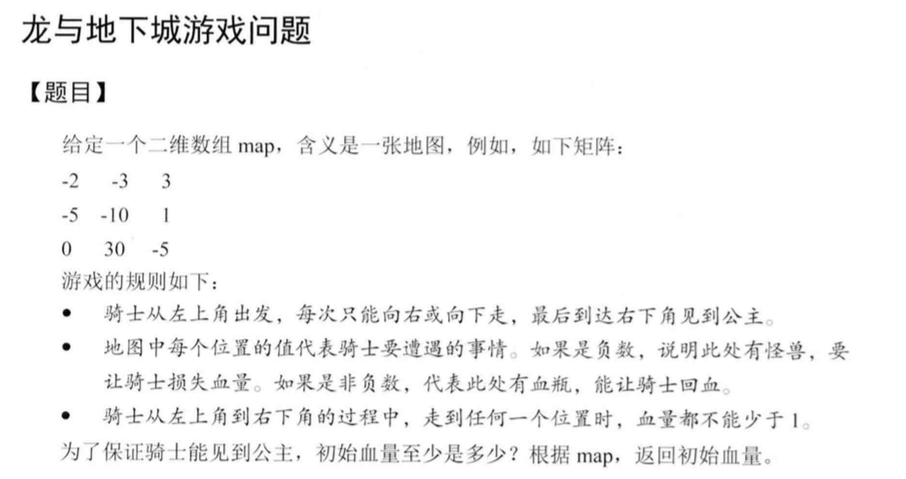 龙与地下城游戏问题
【题目】
给定一个二维数组 map，含义是一张地图，例如，如下矩阵：
-2 -3 3
-5 -10 1
0 30 -5
游戏的规则如下：
• 骑士从左上角出发，每次只能向右或向下走，最后到达右下角见到公主。
• 地图中每个位置的值代表骑士要遭遇的事情。如果是负数，说明此处有怪兽，要
让骑士损失血量。如果是非负数，代表此处有血瓶，能让骑士回血。
• 骑士从左上角到右下角的过程中，走到任何一个位置时，血量都不能少于 1。
为了保证骑士能见到公主，初始血量至少是多少？根据 map，返回初始血量。